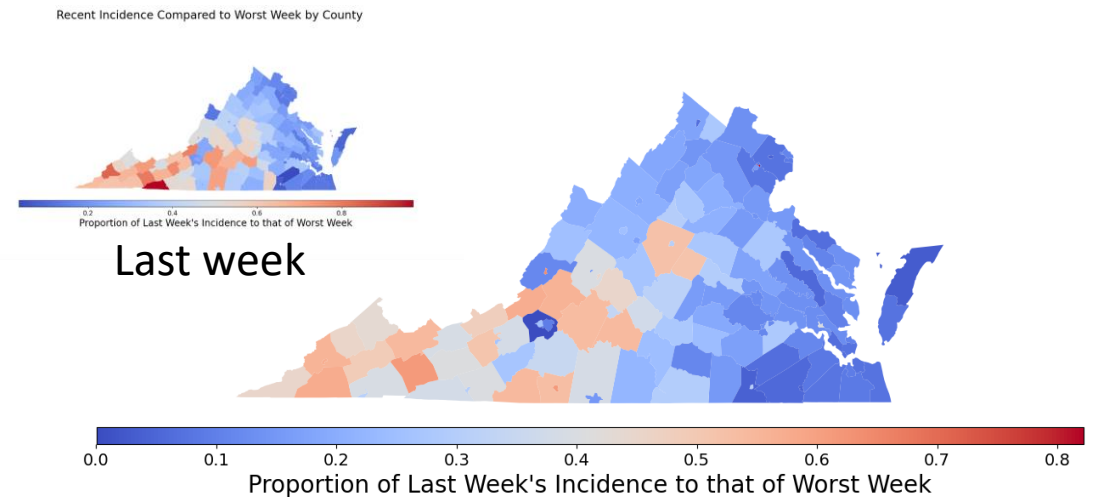 Recent Incidence Compared to Worst Week by County
0.2 0.4 0.6 0.8
Proportion of Last Week's Incidence to that of Worst Week
Last week
0.0 0.1 0.2 0.3 0.4 0.5 0.6 0.7 0.8
Proportion of Last Week's Incidence to that of Worst Week